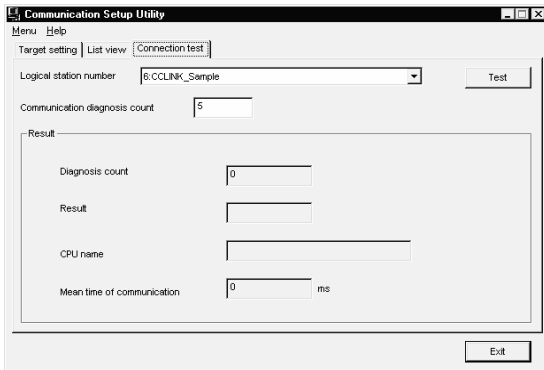 Communication Setup Utility
Menu Help
Target setting List view Connection test
Logical station number 6:CCLINK_Sample Test
Communication diagnosis count 5
Result
Diagnosis count 0
Result
CPU name
Mean time of communication 0 ms
Exit